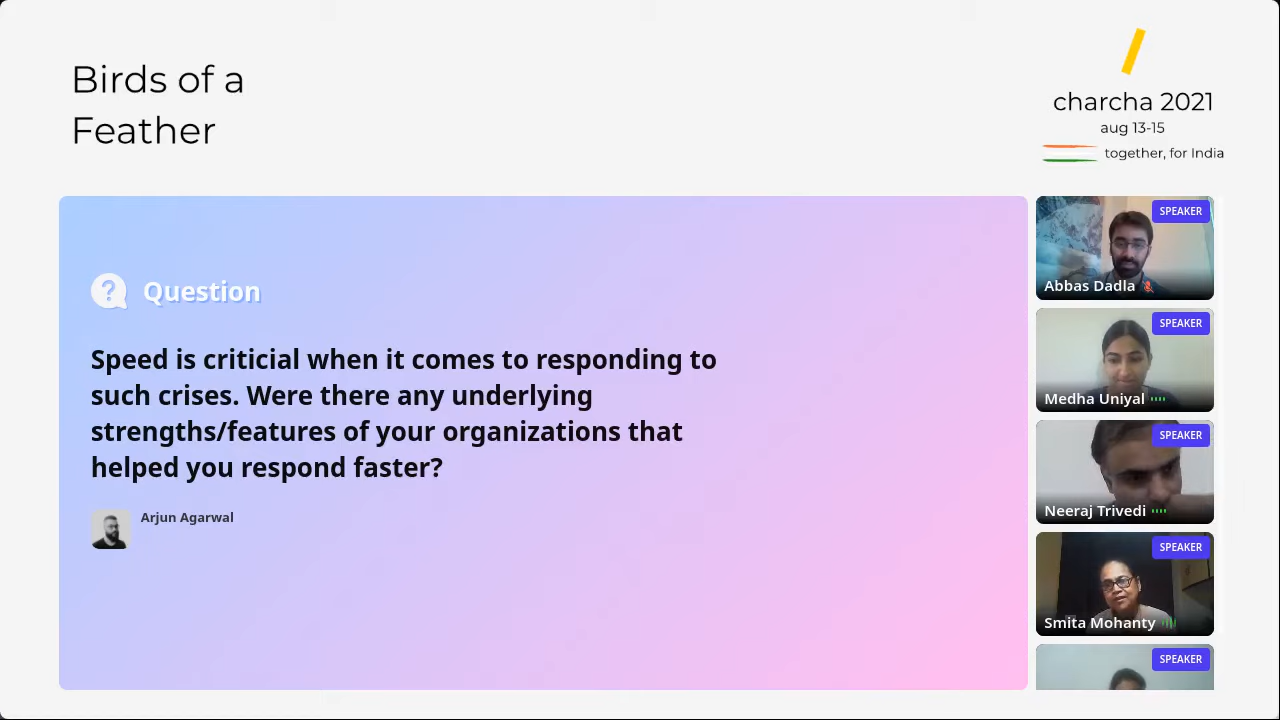 Birds of a
Feather
charcha 2021
aug 13-15
together, for India
Question
Speed is criticial when it comes to responding to
such crises. Were there any underlying
strengths/features of your organizations that
helped you respond faster?
Arjun Agarwal
SPEAKER
Abbas Dadla
SPEAKER
Medha Uniyal
SPEAKER
Neeraj Trivedi
SPEAKER
Smita Mohanty
SPEAKER